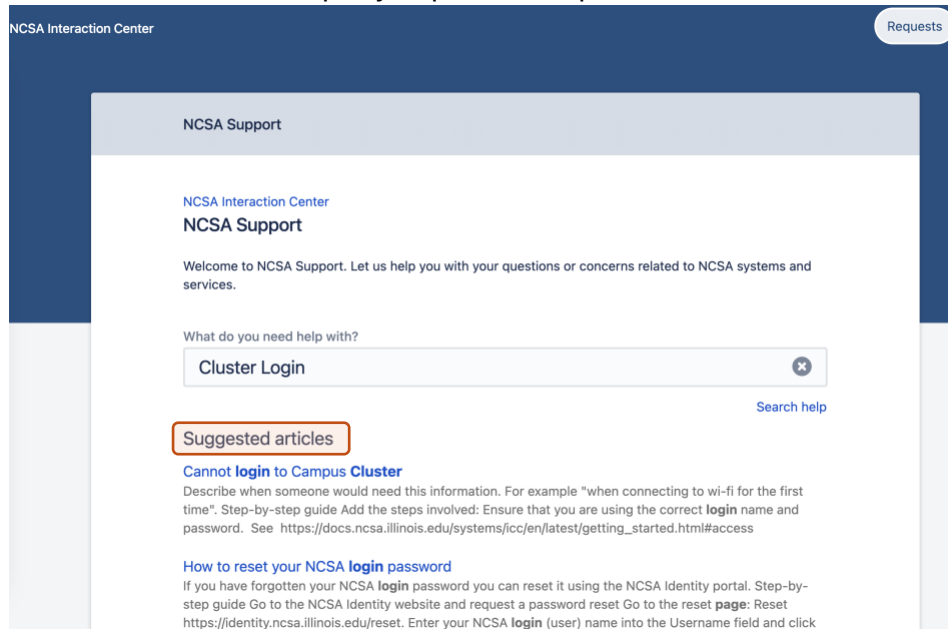 NCSA Interaction Center
Requests
NCSA Support
NCSA Interaction Center
NCSA Support
Welcome to NCSA Support. Let us help you with your questions or concerns related to NCSA systems and
services.
What do you need help with?
Cluster Login
Search help
Suggested articles
Cannot login to Campus Cluster
Describe when someone would need this information. For example "when connecting to wi-fi for the first
time". Step-by-step guide Add the steps involved: Ensure that you are using the correct login name and
password. See https://docs.ncsa.illinois.edu/systems/icc/en/latest/getting_started.html#access
How to reset your NCSA login password
If you have forgotten your NCSA login password you can reset it using the NCSA Identity portal. Step-by-
step guide Go to the NCSA Identity website and request a password reset Go to the reset page: Reset
https://identity.ncsa.illinois.edu/reset. Enter your NCSA login (user) name into the Username field and click